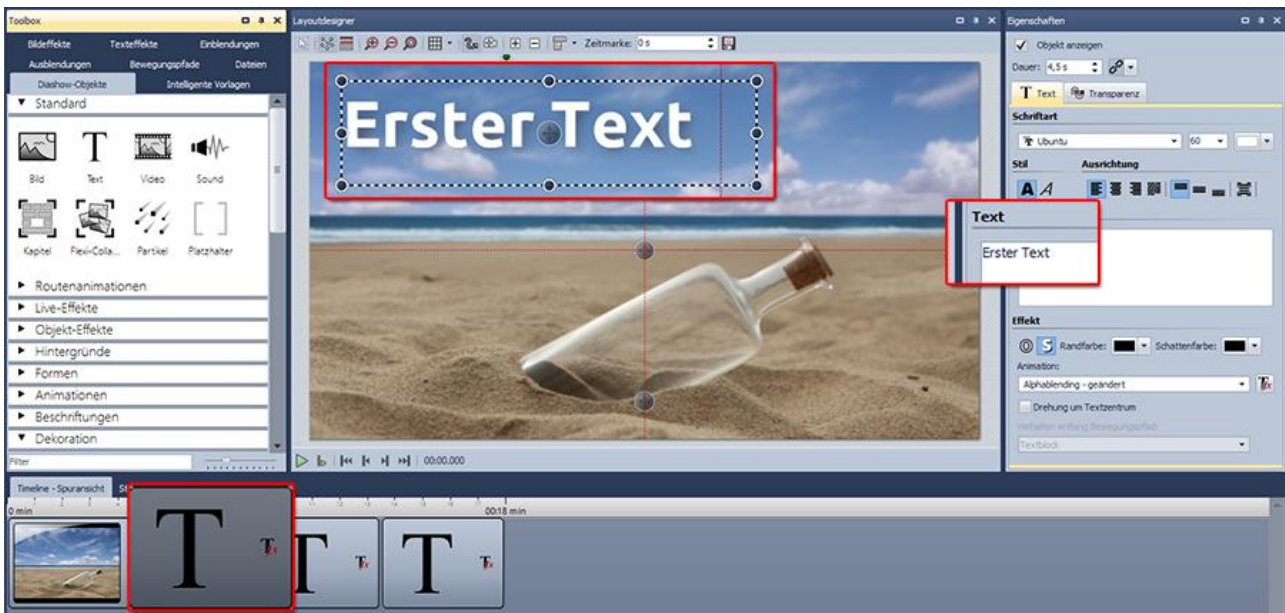 Toolbox
Bildeffekte Texteffekte Einblendungen
Ausblendungen Bewegungspfade Dateien
Diashow-Objekte Intelligente Vorlagen
Standard
Bild Text Video Sound
Kapitel Flexi-Colla... Partikel Platzhalter
Routenanimationen
Live-Effekte
Objekt-Effekte
Hintergründe
Formen
Animationen
Beschriftungen
Dekoration
Filter
Layoutdesigner
Zeitmarke: 0 s
Erster Text
00:00.000
Eigenschaften
Objekt anzeigen
Dauer: 4,5 s
Text Transparenz
Schriftart
Ubuntu 60
Stil Ausrichtung
Text
Erster Text
Effekt
Randfarbe: Schattenfarbe:
Animation:
Alphablending - geändert
Drehung um Textzentrum
Verhalten entlang Bewegungspfad:
Textblock
Timeline - Spuransicht
0 min 00:18 min